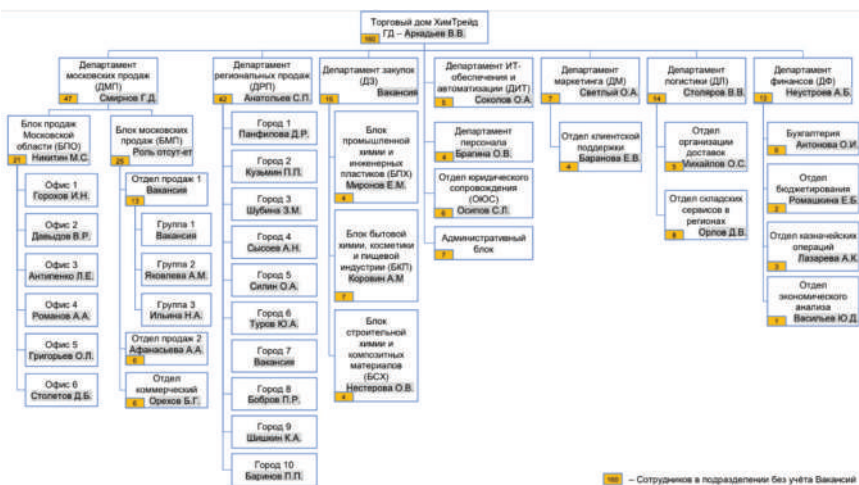 Торговый дом ХимТрейд
ГД – Аркадьев В.В.
160
Департамент
московских продаж
(ДМП)
47 Смирнов Г.Д.
Блок продаж
Московской
области (БПО)
21 Никитин М.С.
Офис 1
Горохов И.Н.
Офис 2
Давыдов В.Р.
Офис 3
Антипенко Л.Е.
Офис 4
Романов А.А.
Офис 5
Григорьев О.Л.
Офис 6
Столетов Д.Б.
Блок московских
продаж (БМП)
25 Роль отсут-ет
Отдел продаж 1
Вакансия
13
Группа 1
Вакансия
Группа 2
Яковлева А.М.
Группа 3
Ильина Н.А.
Отдел продаж 2
Афанасьева А.А.
6
Отдел
коммерческий
6 Орехов Б.Г.
Департамент
региональных продаж
(ДРП)
42 Анатольев С.П.
Город 1
Панфилова Д.Р.
Город 2
Кузьмин П.П.
Город 3
Шубина З.М.
Город 4
Сысоев А.Н.
Город 5
Силин О.А.
Город 6
Туров Ю.А.
Город 7
Вакансия
Город 8
Бобров П.Р.
Город 9
Шишкин К.А.
Город 10
Баринов П.П.
Департамент закупок
(ДЗ)
Вакансия
15
Блок
промышленной
химии и
инженерных
пластиков (БПХ)
Миронов Е.М.
4
Блок бытовой
химии, косметики
и пищевой
индустрии (БКП)
Коровин А.М
7
Блок
строительной
химии и
композитных
материалов
(БСХ)
Нестерова О.В.
4
Департамент ИТ-
обеспечения и
автоматизации (ДИТ)
5 Соколов О.А.
Департамент
персонала
4 Брагина О.В.
Отдел юридического
сопровождения
(ОЮС)
6 Осипов С.Л.
Административный
блок
7
Департамент
маркетинга (ДМ)
7 Светлый О.А.
Отдел клиентской
поддержки
4 Баранова Е.В.
Департамент
логистики (ДЛ)
14 Столяров В.В.
Отдел
организации
доставок
5 Михайлов О.С.
Отдел складских
сервисов в
регионах
8 Орлов Д.В.
Департамент
финансов (ДФ)
12 Неустроев А.Б.
Бухгалтерия
Антонова О.И.
Отдел
бюджетирования
2 Ромашкина Е.Б.
Отдел казначейских
операций
3 Лазарева А.К.
Отдел
экономического
анализа
1 Васильев Ю.Д.
160 – Сотрудников в подразделении без учёта Вакансий